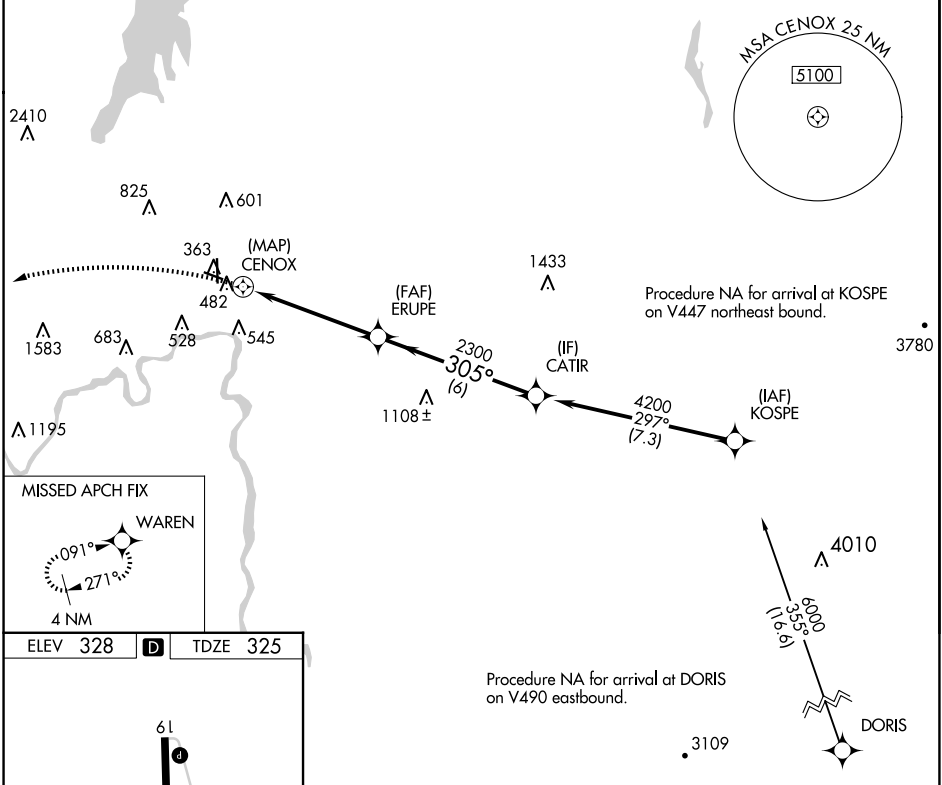 MSA CENOX 25 NM
5100
2410
825
601
363
(MAP)
CENOX
482
1433
(FAF)
ERUPE
Procedure NA for arrival at KOSPE
on V447 northeast bound.
3780
1583
683
528
545
2300
305°
(6)
(IF)
CATIR
1108 ±
4200
297°
(7.3)
(IAF)
KOSPE
1195
MISSED APCH FIX
WAREN
091°
271°
4 NM
4010
6000
355°
(16.6)
ELEV 328
D
TDZE 325
Procedure NA for arrival at DORIS
on V490 eastbound.
DORIS
3109
19
P